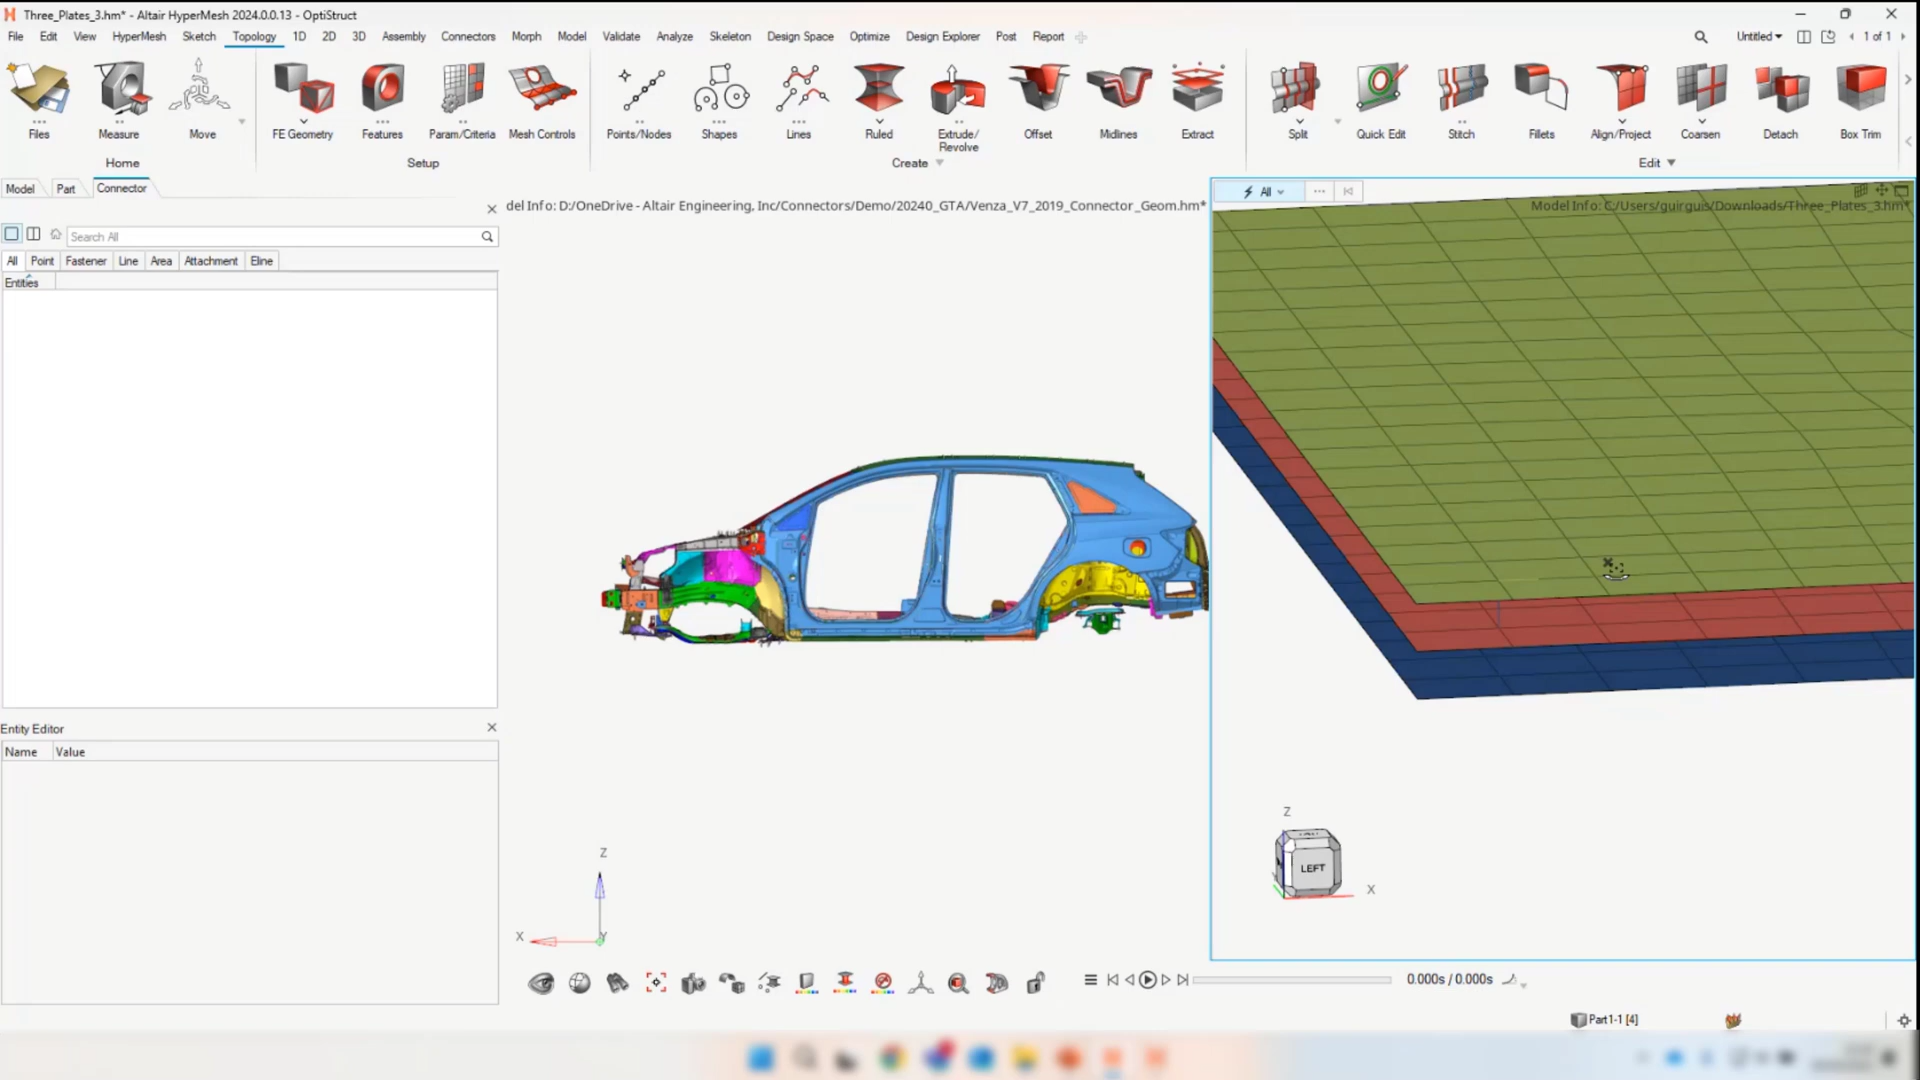 Three_Plates_3.hm* - Altair HyperMesh 2024.0.0.13 - OptiStruct
File Edit View HyperMesh Sketch Topology 1D 2D 3D Assembly Connectors Morph Model Validate Analyze Skeleton Design Space Optimize Design Explorer Post Report Untitled 1 of 1
Files Measure Move FE Geometry Features Param/Criteria Mesh Controls Points/Nodes Shapes Lines Ruled Extrude/ Offset Midlines Extract Split Quick Edit Stitch Fillets Align/Project Coarsen Detach Box Trim
Revolve
Home Setup Create Edit
Model Part Connector
All
del Info: D:/OneDrive - Altair Engineering, Inc/Connectors/Demo/20240_GTA/Venza_V7_2019_Connector_Geom.hm*
Model Info: C:/Users/guirguis/Downloads/Three_Plates_3.hm*
Search All
All Point Fastener Line Area Attachment Eline
Entities
Entity Editor
Name Value
Z
X
Y
Z
LEFT
X
0.000s / 0.000s
Part1-1 [4]